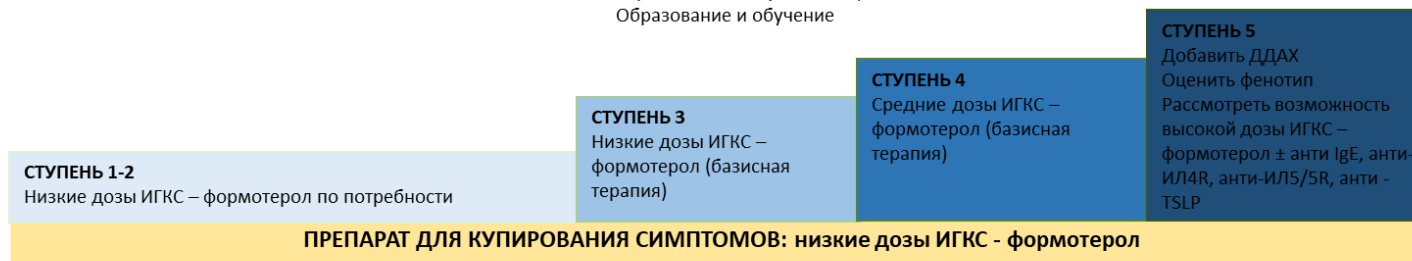 Образование и обучение
СТУПЕНЬ 1-2
Низкие дозы ИГКС – формотерол по потребности
СТУПЕНЬ 3
Низкие дозы ИГКС –
формотерол (базисная
терапия)
СТУПЕНЬ 4
Средние дозы ИГКС –
формотерол (базисная
терапия)
СТУПЕНЬ 5
Добавить ДДАХ
Оценить фенотип
Рассмотреть возможность
высокой дозы ИГКС –
формотерол ± анти IgE, анти-
ИЛ4R, анти-ИЛ5/5R, анти -
TSLP
ПРЕПАРАТ ДЛЯ КУПИРОВАНИЯ СИМПТОМОВ: низкие дозы ИГКС - формотерол